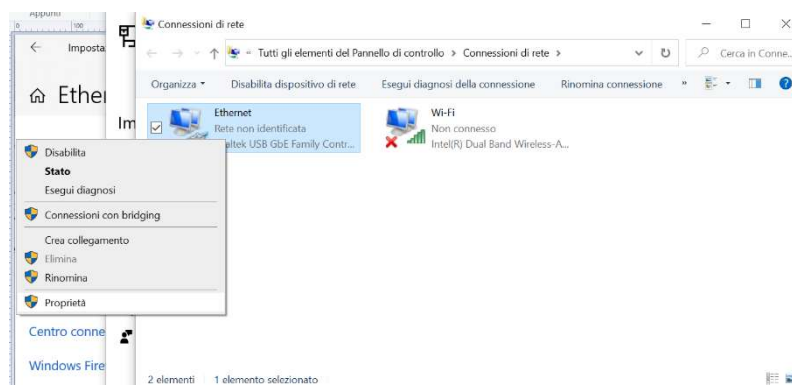 Appunti
100
Connessioni di rete
Imposta
Tutti gli elementi del Pannello di controllo > Connessioni di rete >
Cerca in Conne...
Organizza
Disabilita dispositivo di rete
Esegui diagnosi della connessione
Rinomina connessione
»
Ether
Im
Ethernet
Rete non identificata
altek USB GbE Family Contr...
Wi-Fi
Non connesso
Intel(R) Dual Band Wireless-A...
Disabilita
Stato
Esegui diagnosi
Connessioni con bridging
Crea collegamento
Elimina
Rinomina
Proprietà
Centro conne
Windows Fire
2 elementi
1 elemento selezionato